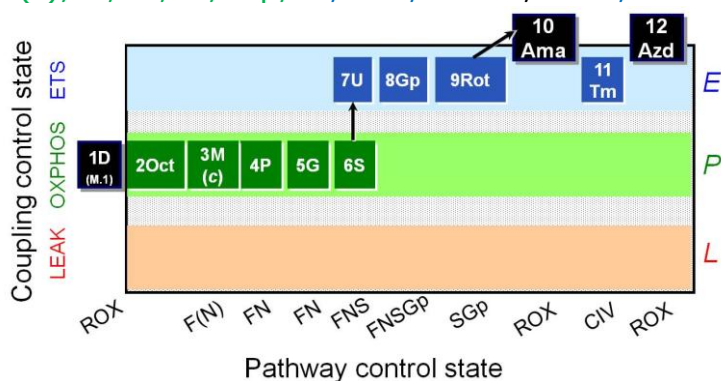 10
Ama
12
Azd
7U
8Gp
9Rot
11
Tm
ETS
E
1D
(M.1)
2Oct
3M
(c)
4P
5G
6S
OXPHOS
P
LEAK
L
Coupling control state
ROX
F(N)
FN
FN
FNS
FNSGp
SGp
ROX
CIV
ROX
Pathway control state